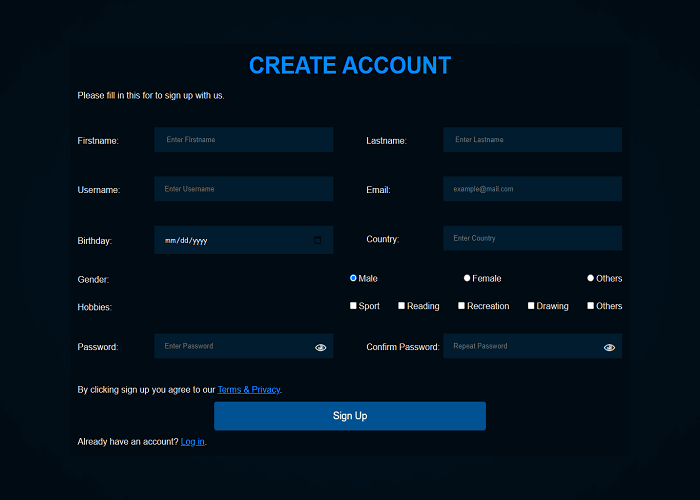 CREATE ACCOUNT
Please fill in this for to sign up with us.
Firstname: Enter Firstname Lastname: Enter Lastname
Username: Enter Username Email: example@mail.com
Birthday: mm/dd/yyyy Country: Enter Country
Gender: Male Female Others
Hobbies: Sport Reading Recreation Drawing Others
Password: Enter Password Confirm Password: Repeat Password
By clicking sign up you agree to our Terms & Privacy.
Sign Up
Already have an account? Log in.